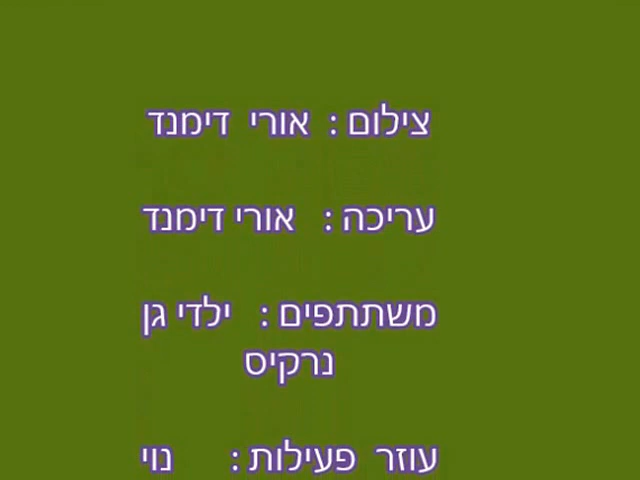 צילום : אורי דימנד
עריכה : אורי דימנד
משתתפים : ילדי גן
נרקיס
עוזר פעילות : נוי